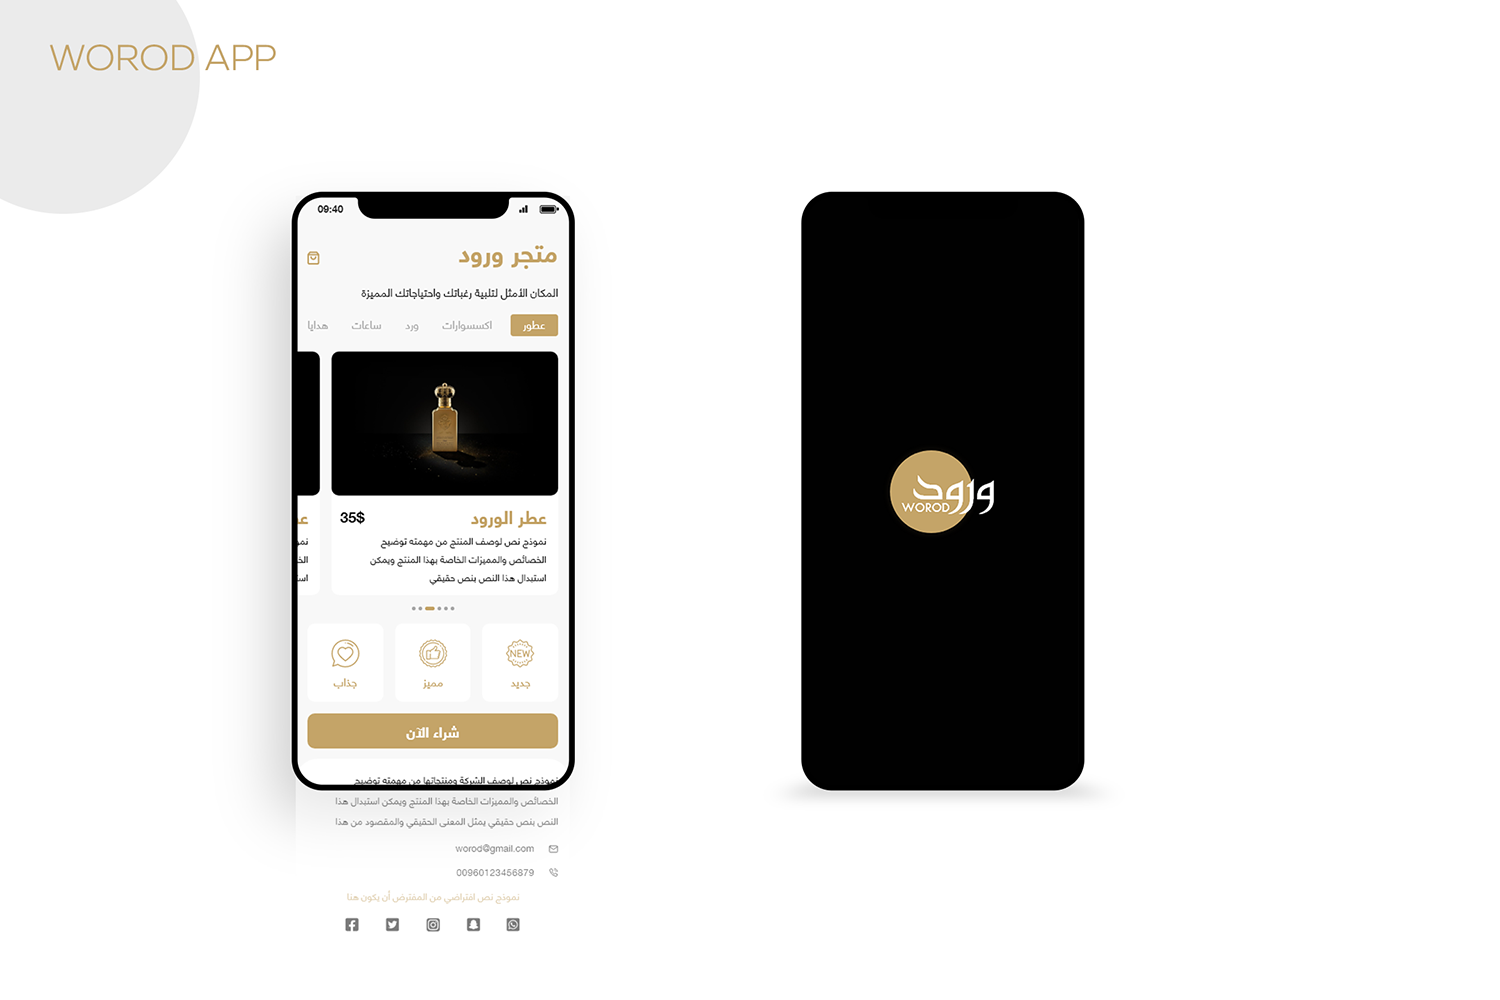 WOROD APP
09:40
متجر ورود
المكان الأمثل لتلبية رغباتك واحتياجاتك المميزة
عطور اكسسوارات ورد ساعات هدايا
عطر الورود 35$
نموذج نص لوصف المنتج من مهمته توضيح
الخصائص والمميزات الخاصة بهذا المنتج ويمكن
استبدال هذا النص بنص حقيقي
NEW
جديد مميز جذاب
شراء الآن
نموذج نص لوصف الشركة ومنتجاتها من مهمته توضيح
الخصائص والمميزات الخاصة بهذا المنتج ويمكن استبدال هذا
النص بنص حقيقي يمثل المعنى الحقيقي والمقصود من هذا
worod@gmail.com
00960123456879
نموذج نص افتراضي من المفترض أن يكون هنا
ورود
WOROD